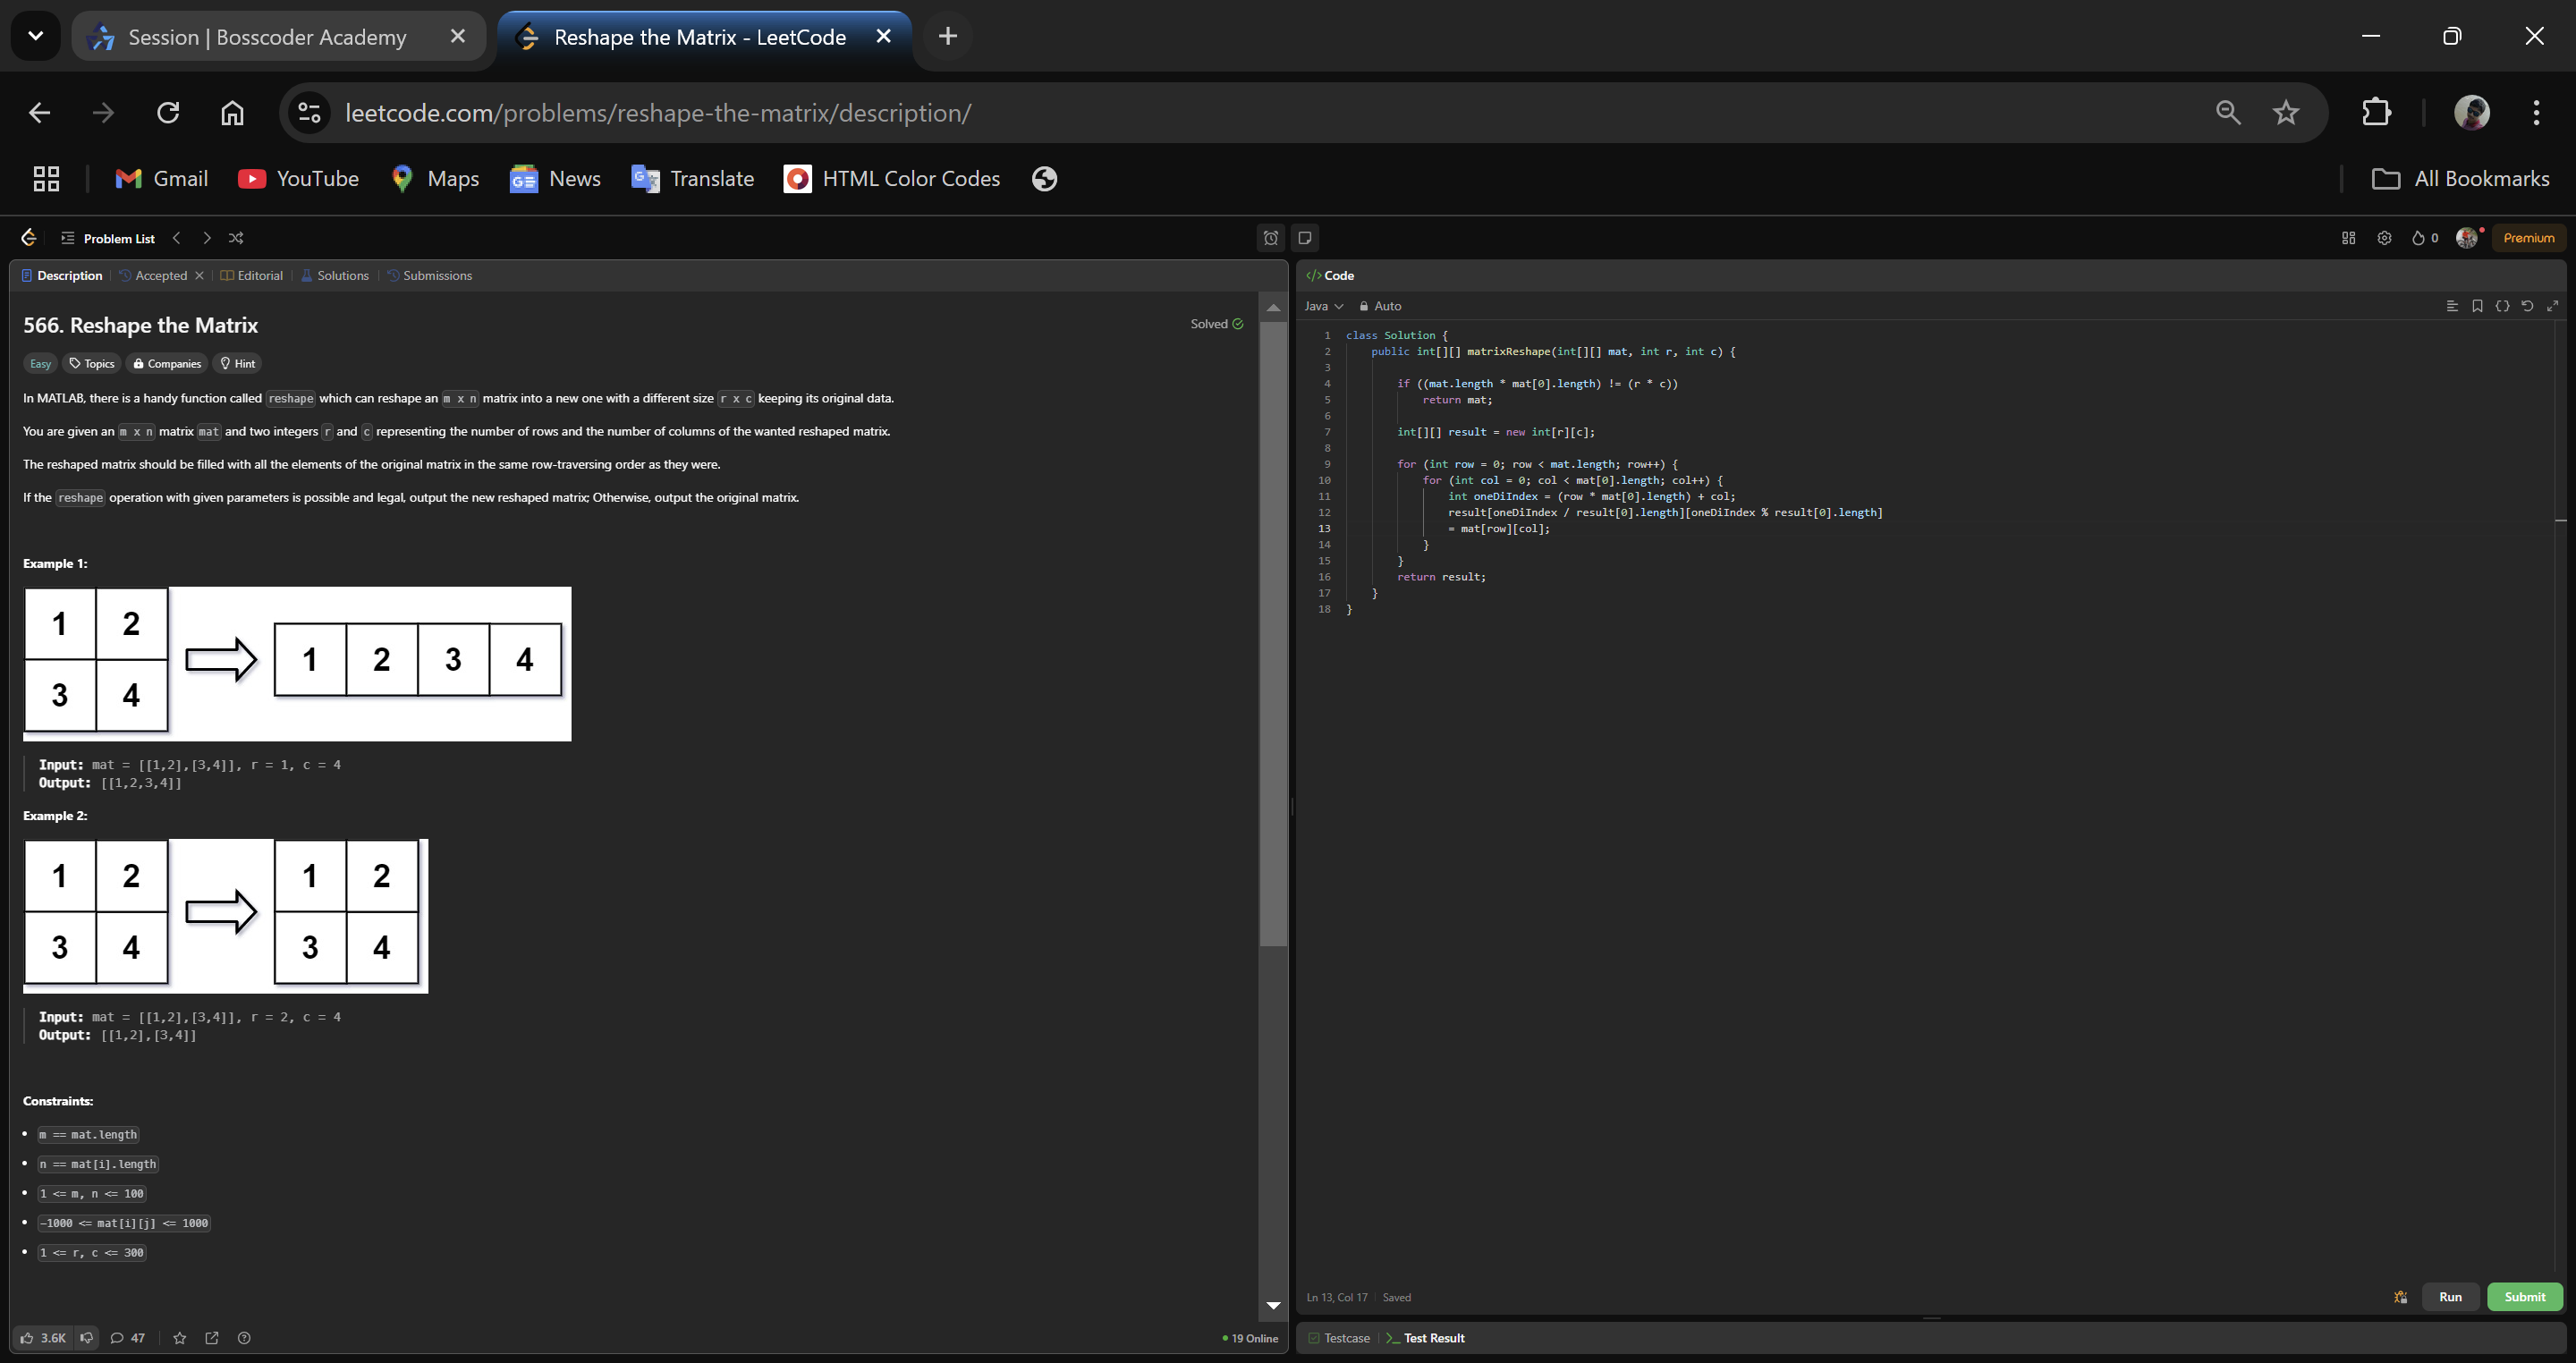 Session | Bosscoder Academy
Reshape the Matrix - LeetCode
leetcode.com/problems/reshape-the-matrix/description/
Gmail
YouTube
Maps
News
Translate
HTML Color Codes
All Bookmarks
Problem List
0
Premium
Description
Accepted
Editorial
Solutions
Submissions
566. Reshape the Matrix
Solved
Easy
Topics
Companies
Hint
In MATLAB, there is a handy function called reshape which can reshape an m x n matrix into a new one with a different size r x c keeping its original data.
You are given an m x n matrix mat and two integers r and c representing the number of rows and the number of columns of the wanted reshaped matrix.
The reshaped matrix should be filled with all the elements of the original matrix in the same row-traversing order as they were.
If the reshape operation with given parameters is possible and legal, output the new reshaped matrix; Otherwise, output the original matrix.
Example 1:
1 2
3 4
1 2 3 4
Input: mat = [[1,2],[3,4]], r = 1, c = 4
Output: [[1,2,3,4]]
Example 2:
1 2
3 4
1 2
3 4
Input: mat = [[1,2],[3,4]], r = 2, c = 4
Output: [[1,2],[3,4]]
Constraints:
• m == mat.length
• n == mat[i].length
• 1 <= m, n <= 100
• -1000 <= mat[i][j] <= 1000
• 1 <= r, c <= 300
3.6K
47
19 Online
</> Code
Java
Auto
1 class Solution {
2 public int[][] matrixReshape(int[][] mat, int r, int c) {
3
4 if ((mat.length * mat[0].length) != (r * c))
5 return mat;
6
7 int[][] result = new int[r][c];
8
9 for (int row = 0; row < mat.length; row++) {
10 for (int col = 0; col < mat[0].length; col++) {
11 int oneDiIndex = (row * mat[0].length) + col;
12 result[oneDiIndex / result[0].length][oneDiIndex % result[0].length]
13 = mat[row][col];
14 }
15 }
16 return result;
17 }
18 }
Ln 13, Col 17
Saved
Run
Submit
Testcase
Test Result